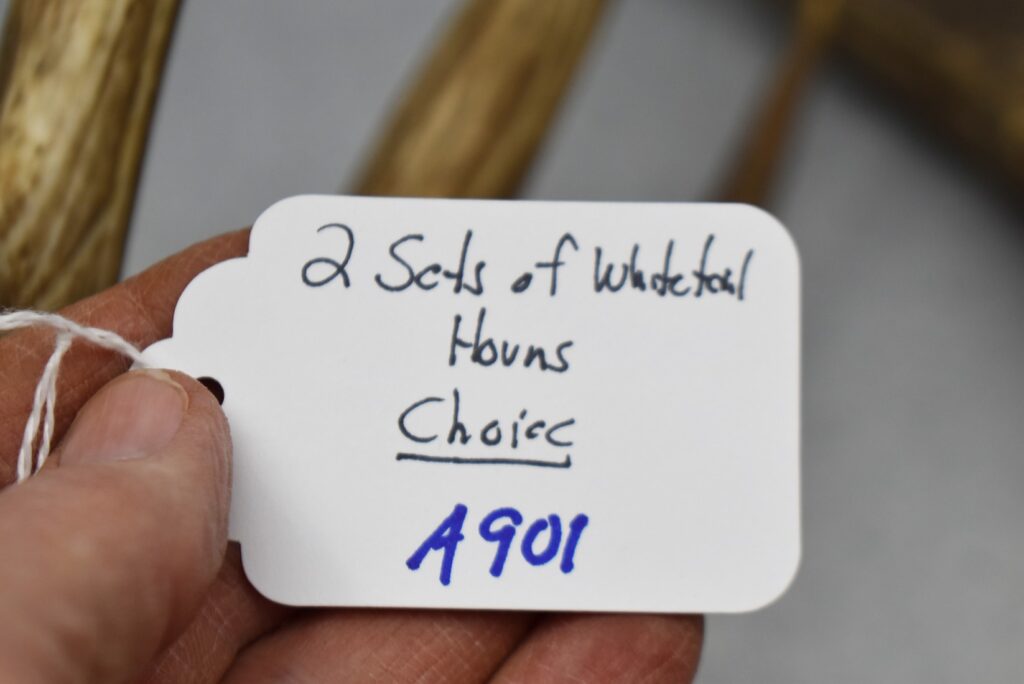 2 Sets of Whitetail
Horns
Choice
A901